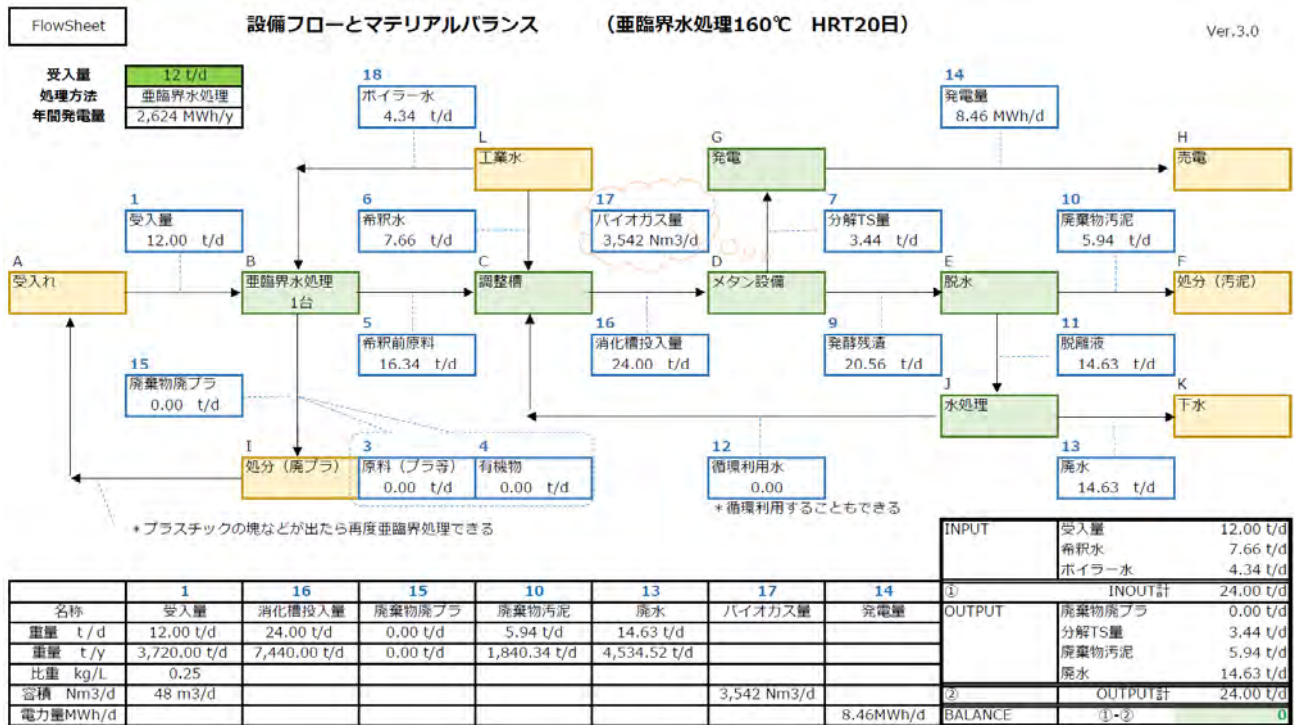 FlowSheet
設備フローとマテリアルバランス （亜臨界水処理160℃ HRT20日）
Ver.3.0
受入量 12 t/d
処理方法 亜臨界水処理
年間発電量 2,624 MWh/y
18
ボイラー水
4.34 t/d
14
発電量
8.46 MWh/d
L
工業水
G
発電
H
売電
1
受入量
12.00 t/d
6
希釈水
7.66 t/d
17
バイオガス量
3,542 Nm3/d
7
分解TS量
3.44 t/d
10
廃棄物汚泥
5.94 t/d
A
受入れ
B
亜臨界水処理
1台
C
調整槽
D
メタン設備
E
脱水
F
処分（汚泥）
5
希釈前原料
16.34 t/d
16
消化槽投入量
24.00 t/d
9
発酵残渣
20.56 t/d
11
脱離液
14.63 t/d
15
廃棄物廃プラ
0.00 t/d
J
水処理
K
下水
I
処分（廃プラ）
3
原料（プラ等）
0.00 t/d
4
有機物
0.00 t/d
12
循環利用水
0.00
13
廃水
14.63 t/d
＊循環利用することもできる
＊プラスチックの塊などが出たら再度亜臨界処理できる
INPUT 受入量 12.00 t/d
希釈水 7.66 t/d
ボイラー水 4.34 t/d
① INOUT計 24.00 t/d
OUTPUT 廃棄物廃プラ 0.00 t/d
分解TS量 3.44 t/d
廃棄物汚泥 5.94 t/d
廃水 14.63 t/d
② OUTPUT計 24.00 t/d
BALANCE ①-② 0
1 16 15 10 13 17 14
名称 受入量 消化槽投入量 廃棄物廃プラ 廃棄物汚泥 廃水 バイオガス量 発電量
重量 t/d 12.00 t/d 24.00 t/d 0.00 t/d 5.94 t/d 14.63 t/d
重量 t/y 3,720.00 t/d 7,440.00 t/d 0.00 t/d 1,840.34 t/d 4,534.52 t/d
比重 kg/L 0.25
容積 Nm3/d 48 m3/d 3,542 Nm3/d
電力量MWh/d 8.46MWh/d